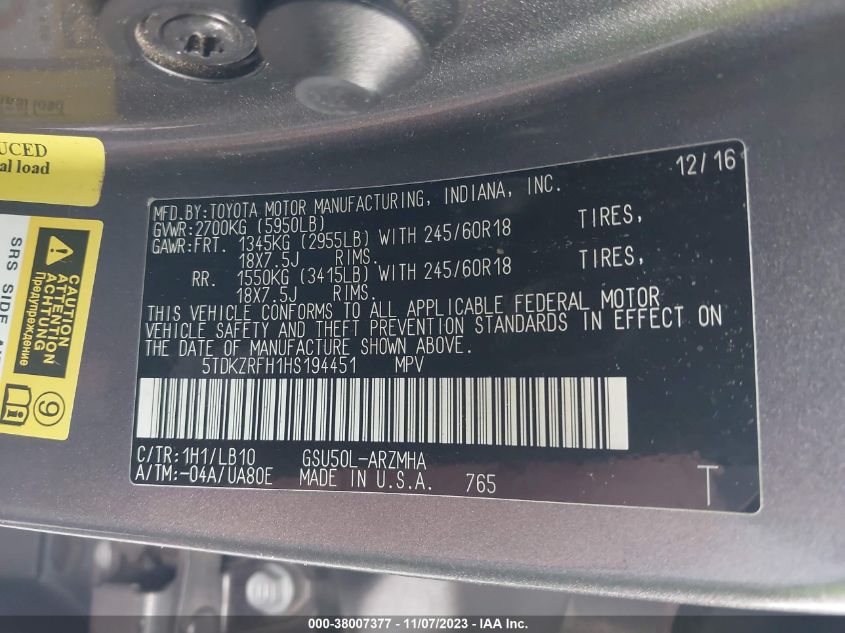 UCED
al load
SRS SIDE
CAUTION
ATTENTION
ACHTUNG
Предупреждение
9
12/16
MFD.BY:TOYOTA MOTOR MANUFACTURING, INDIANA, INC.
GVWR:2700KG (5950LB)
GAWR:FRT. 1345KG (2955LB) WITH 245/60R18 TIRES,
18X7.5J RIMS.
RR. 1550KG (3415LB) WITH 245/60R18 TIRES,
18X7.5J RIMS.
THIS VEHICLE CONFORMS TO ALL APPLICABLE FEDERAL MOTOR
VEHICLE SAFETY AND THEFT PREVENTION STANDARDS IN EFFECT ON
THE DATE OF MANUFACTURE SHOWN ABOVE.
5TDKZRFH1HS194451 MPV
C/TR:1H1/LB10 GSU50L-ARZMHA
A/TM:-04A/UA80E MADE IN U.S.A. 765
T
000-38007377 - 11/07/2023 - IAA Inc.